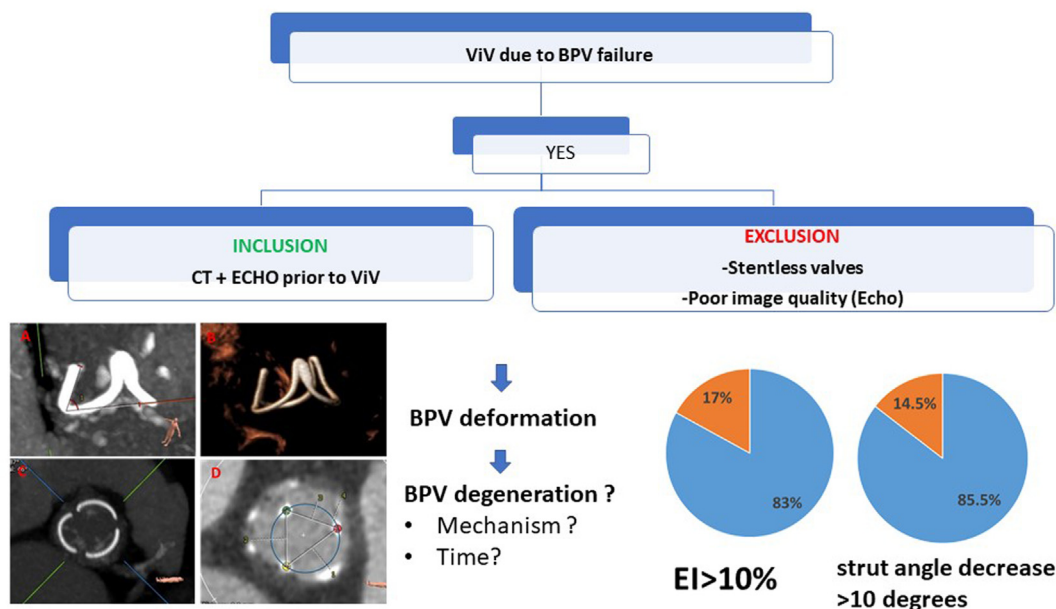 ViV due to BPV failure
YES
INCLUSION
CT + ECHO prior to ViV
EXCLUSION
-Stentless valves
-Poor image quality (Echo)
A
B
C
D
BPV deformation
BPV degeneration ?
• Mechanism ?
• Time?
17%
83%
EI>10%
14.5%
85.5%
strut angle decrease
>10 degrees